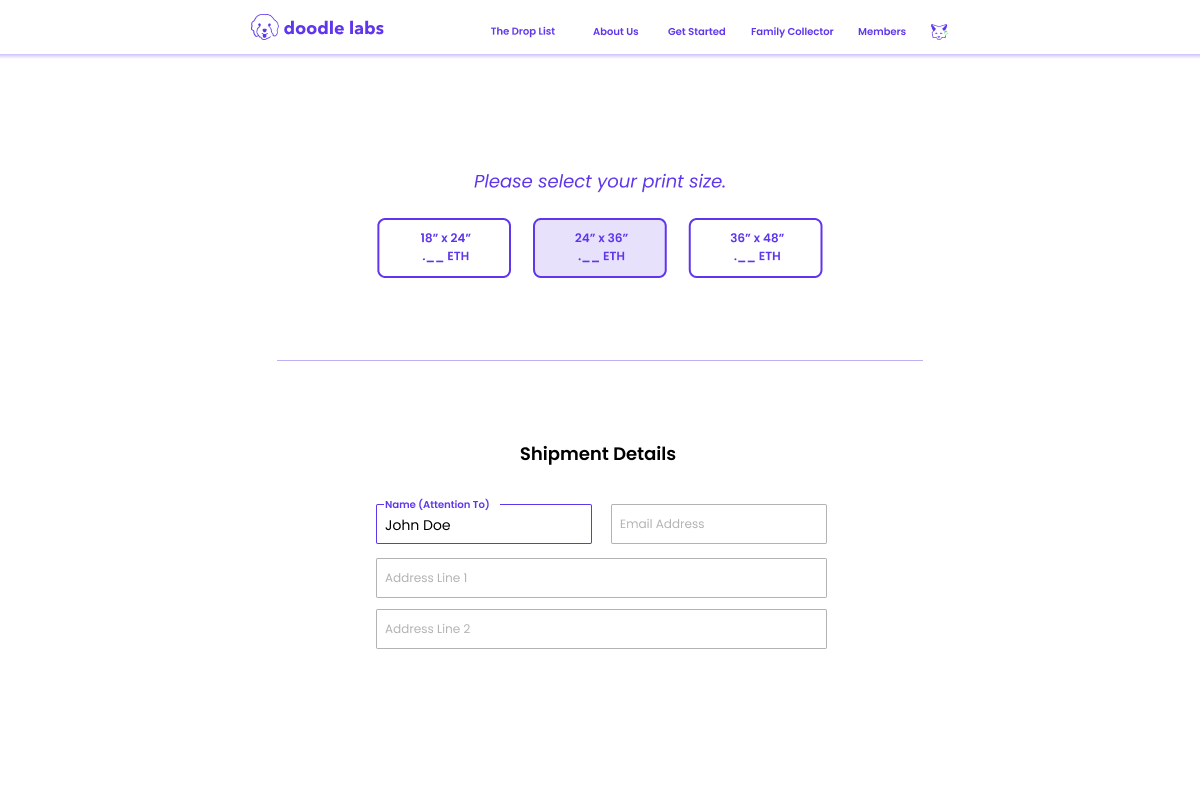 doodle labs
The Drop List
About Us
Get Started
Family Collector
Members
Please select your print size.
18” x 24”
.__ ETH
24” x 36”
.__ ETH
36” x 48”
.__ ETH
Shipment Details
Name (Attention To)
John Doe
Email Address
Address Line 1
Address Line 2